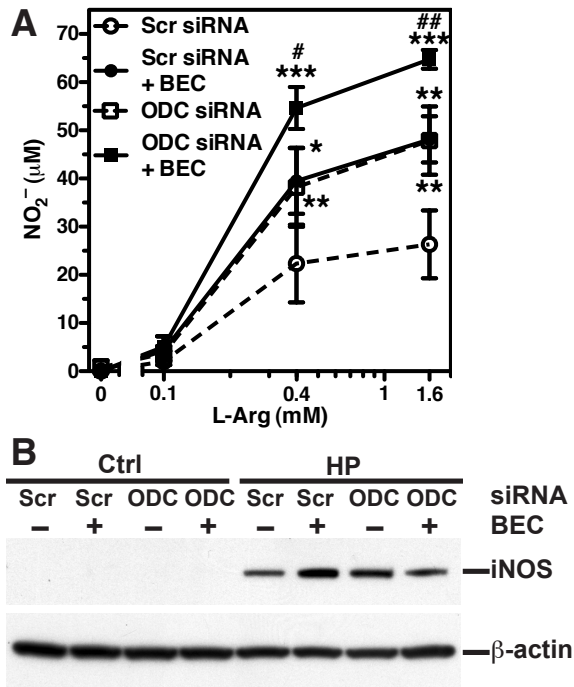 A
Scr siRNA
Scr siRNA
+ BEC
ODC siRNA
ODC siRNA
+ BEC
NO₂⁻ (μM)
70
60
50
40
30
20
10
0
#
***
*
**
##
***
**
**
0
0.1
0.4
1
1.6
L-Arg (mM)
B
Ctrl HP
Scr Scr ODC ODC Scr Scr ODC ODC siRNA
− + − + − + − + BEC
iNOS
β-actin